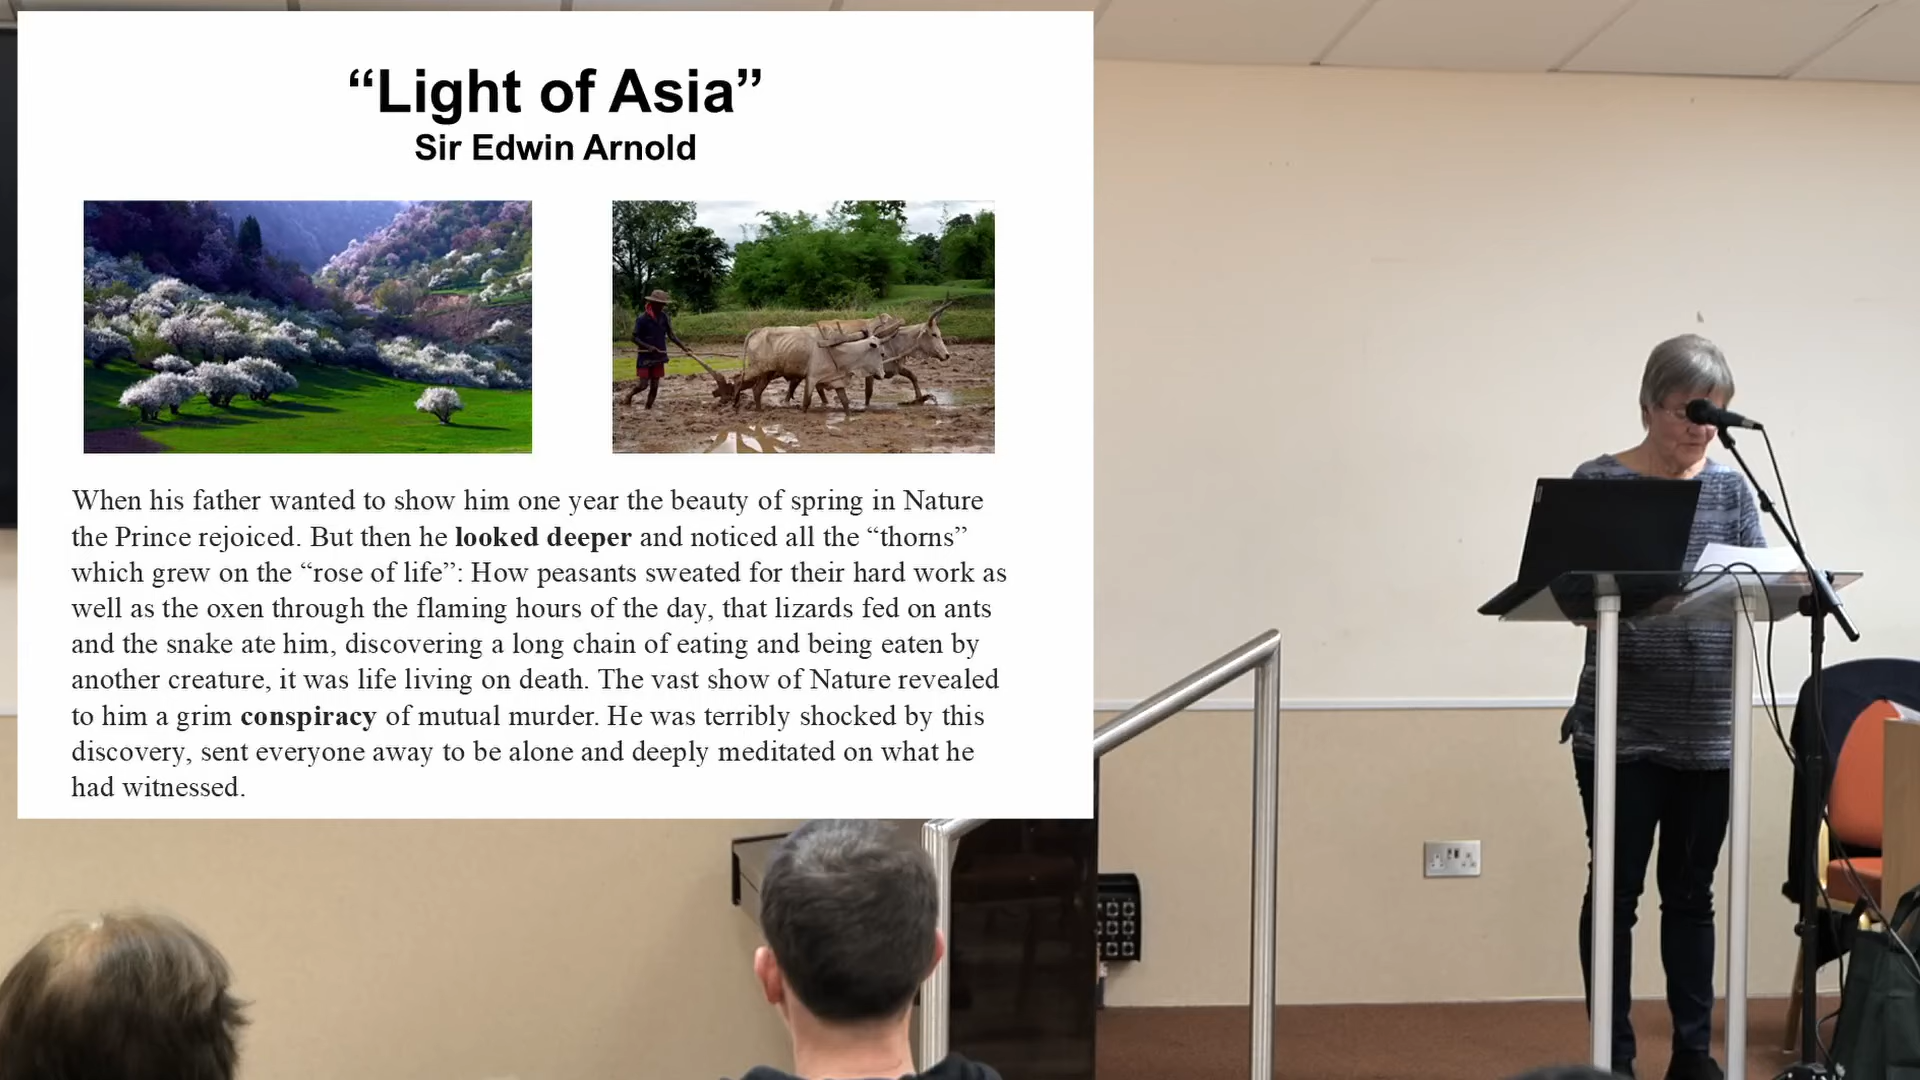 “Light of Asia”
Sir Edwin Arnold
When his father wanted to show him one year the beauty of spring in Nature
the Prince rejoiced. But then he looked deeper and noticed all the “thorns”
which grew on the “rose of life”: How peasants sweated for their hard work as
well as the oxen through the flaming hours of the day, that lizards fed on ants
and the snake ate him, discovering a long chain of eating and being eaten by
another creature, it was life living on death. The vast show of Nature revealed
to him a grim conspiracy of mutual murder. He was terribly shocked by this
discovery, sent everyone away to be alone and deeply meditated on what he
had witnessed.